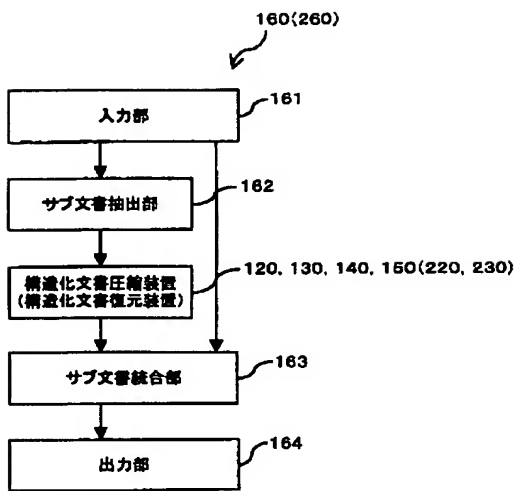 160(260)
入力部
161
サブ文書抽出部
162
構造化文書圧縮装置
(構造化文書復元装置)
120, 130, 140, 150(220, 230)
サブ文書統合部
163
出力部
164